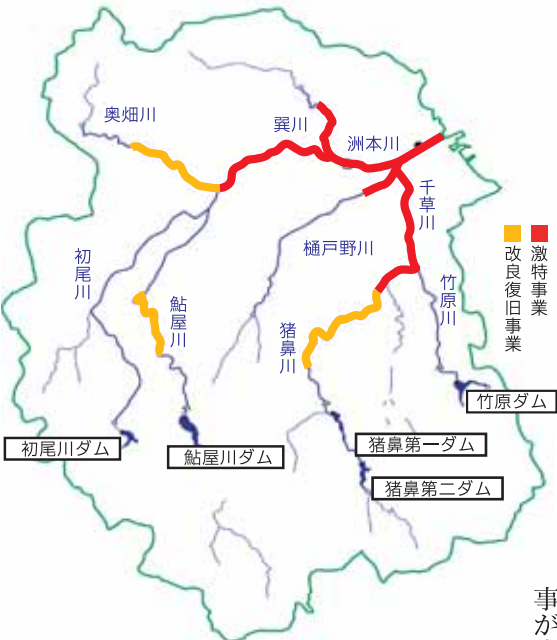 奥畑川
巽川
洲本川
千草川
樋戸野川
初尾川
鮎屋川
猪鼻川
竹原川
激特事業
改良復旧事業
竹原ダム
初尾川ダム
鮎屋川ダム
猪鼻第一ダム
猪鼻第二ダム
事が